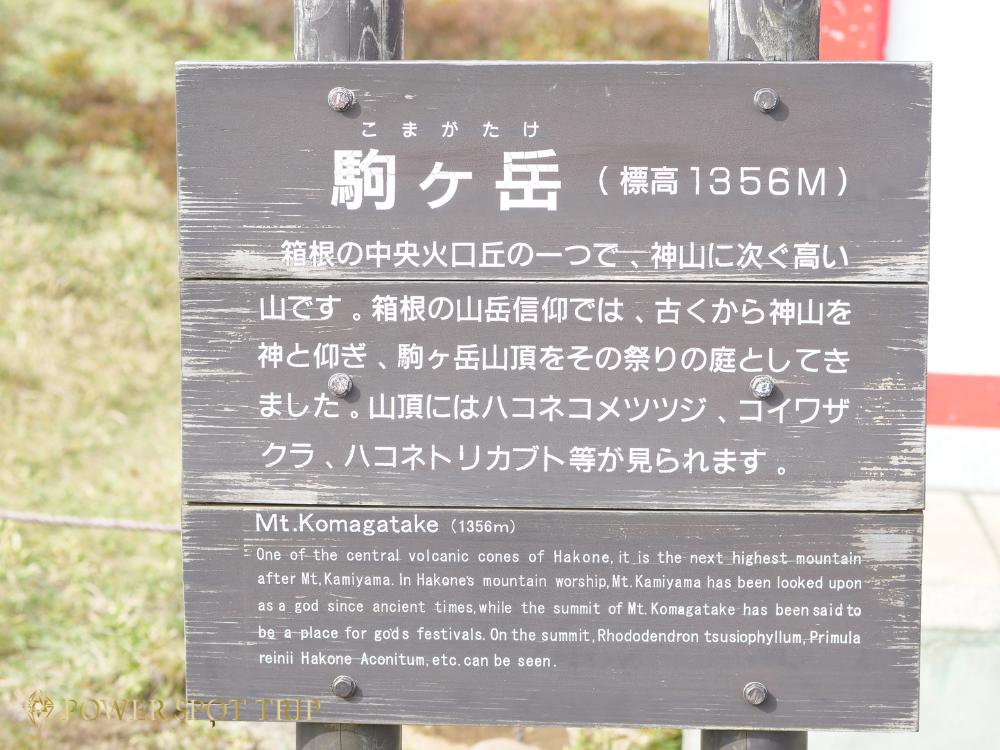 こまがたけ
駒ヶ岳（標高1356M）
箱根の中央火口丘の一つで、神山に次ぐ高い
山です。箱根の山岳信仰では、古くから神山を
神と仰ぎ、駒ヶ岳山頂をその祭りの庭としてき
ました。山頂にはハコネコメツツジ、コイワザ
クラ、ハコネトリカブト等が見られます。
Mt.Komagatake（1356m）
One of the central volcanic cones of Hakone, it is the next highest mountain
after Mt, Kamiyama. In Hakone's mountain worship, Mt. Kamiyama has been looked upon
as a god since ancient times, while the summit of Mt. Komagatake has been said to
be a place for god's festivals. On the summit, Rhododendron tsusiophyllum, Primula
reinii Hakone Aconitum, etc. can be seen.
POWER SPOT TRIP